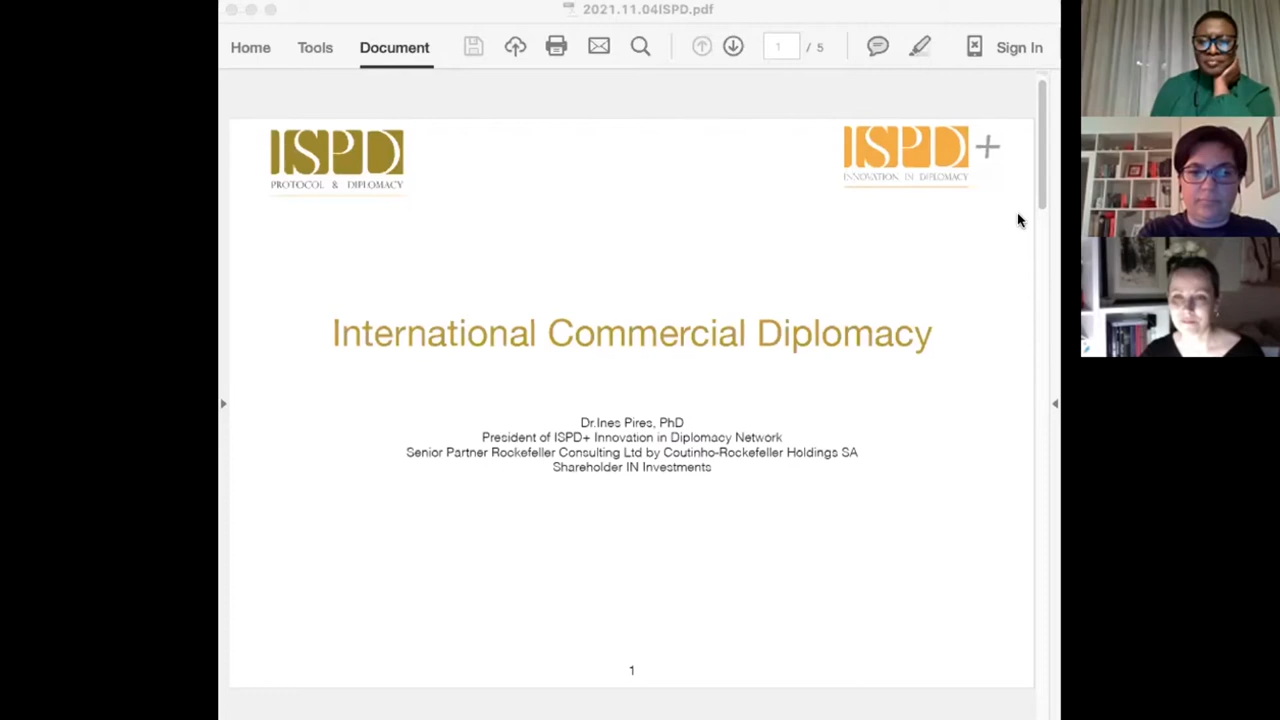 2021.11.04ISPD.pdf
Home Tools Document 1 / 5 Sign In
ISPD
PROTOCOL & DIPLOMACY
ISPD +
INNOVATION IN DIPLOMACY
International Commercial Diplomacy
Dr.Ines Pires, PhD
President of ISPD+ Innovation in Diplomacy Network
Senior Partner Rockefeller Consulting Ltd by Coutinho-Rockefeller Holdings SA
Shareholder IN Investments
1